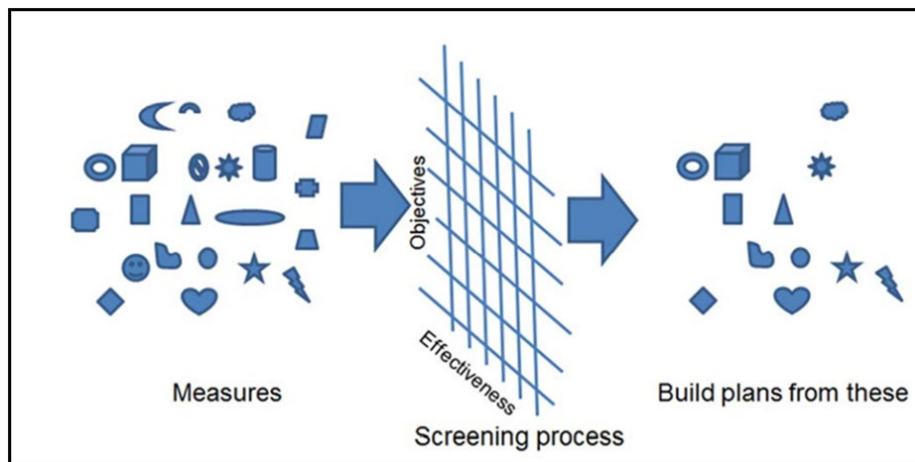 Objectives
Effectiveness
Measures
Screening process
Build plans from these